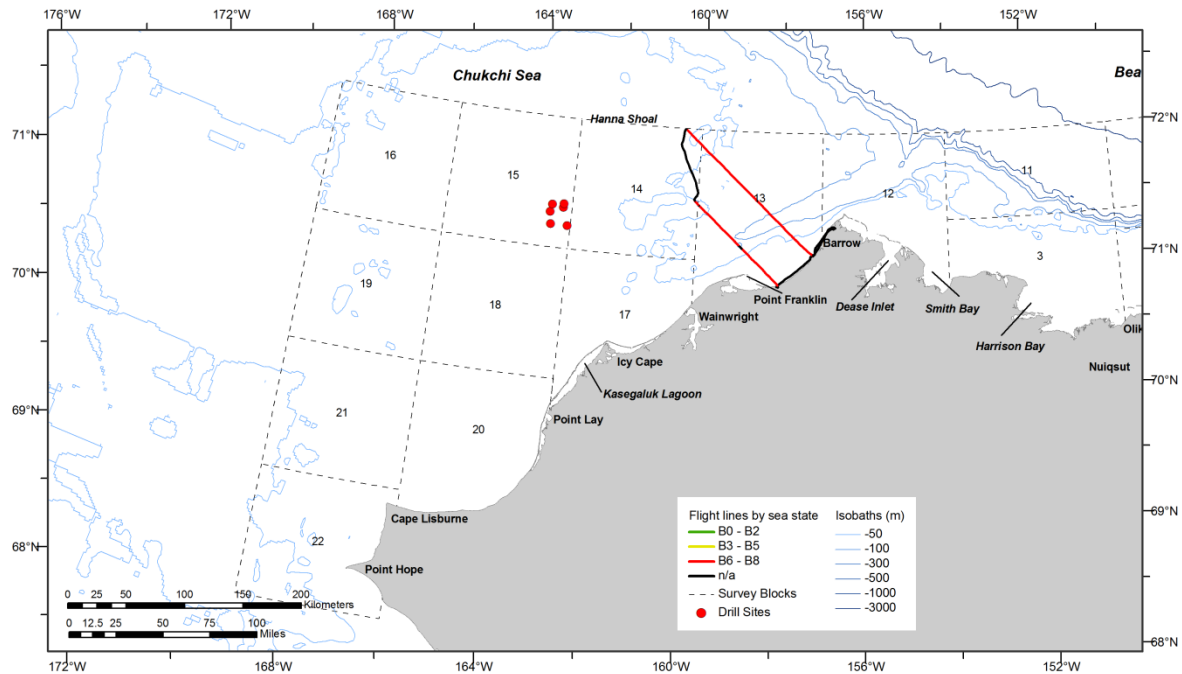 176°W 172°W 168°W 164°W 160°W 156°W 152°W
Chukchi Sea
Bea
72°N
71°N
Hanna Shoal
16
15
14
13
12
11
71°N
Barrow
3
70°N
19
18
17
Point Franklin
Dease Inlet
Smith Bay
Wainwright
Harrison Bay
Olik
Icy Cape
Nuiqsut
70°N
Kasegaluk Lagoon
69°N
21
20
Point Lay
Cape Lisburne
69°N
22
68°N
Point Hope
0 25 50 100 150 200
Kilometers
0 12.5 25 50 75 100
Miles
Flight lines by sea state
B0 - B2
B3 - B5
B6 - B8
n/a
Survey Blocks
Drill Sites
Isobaths (m)
-50
-100
-300
-500
-1000
-3000
68°N
172°W 168°W 164°W 160°W 156°W 152°W